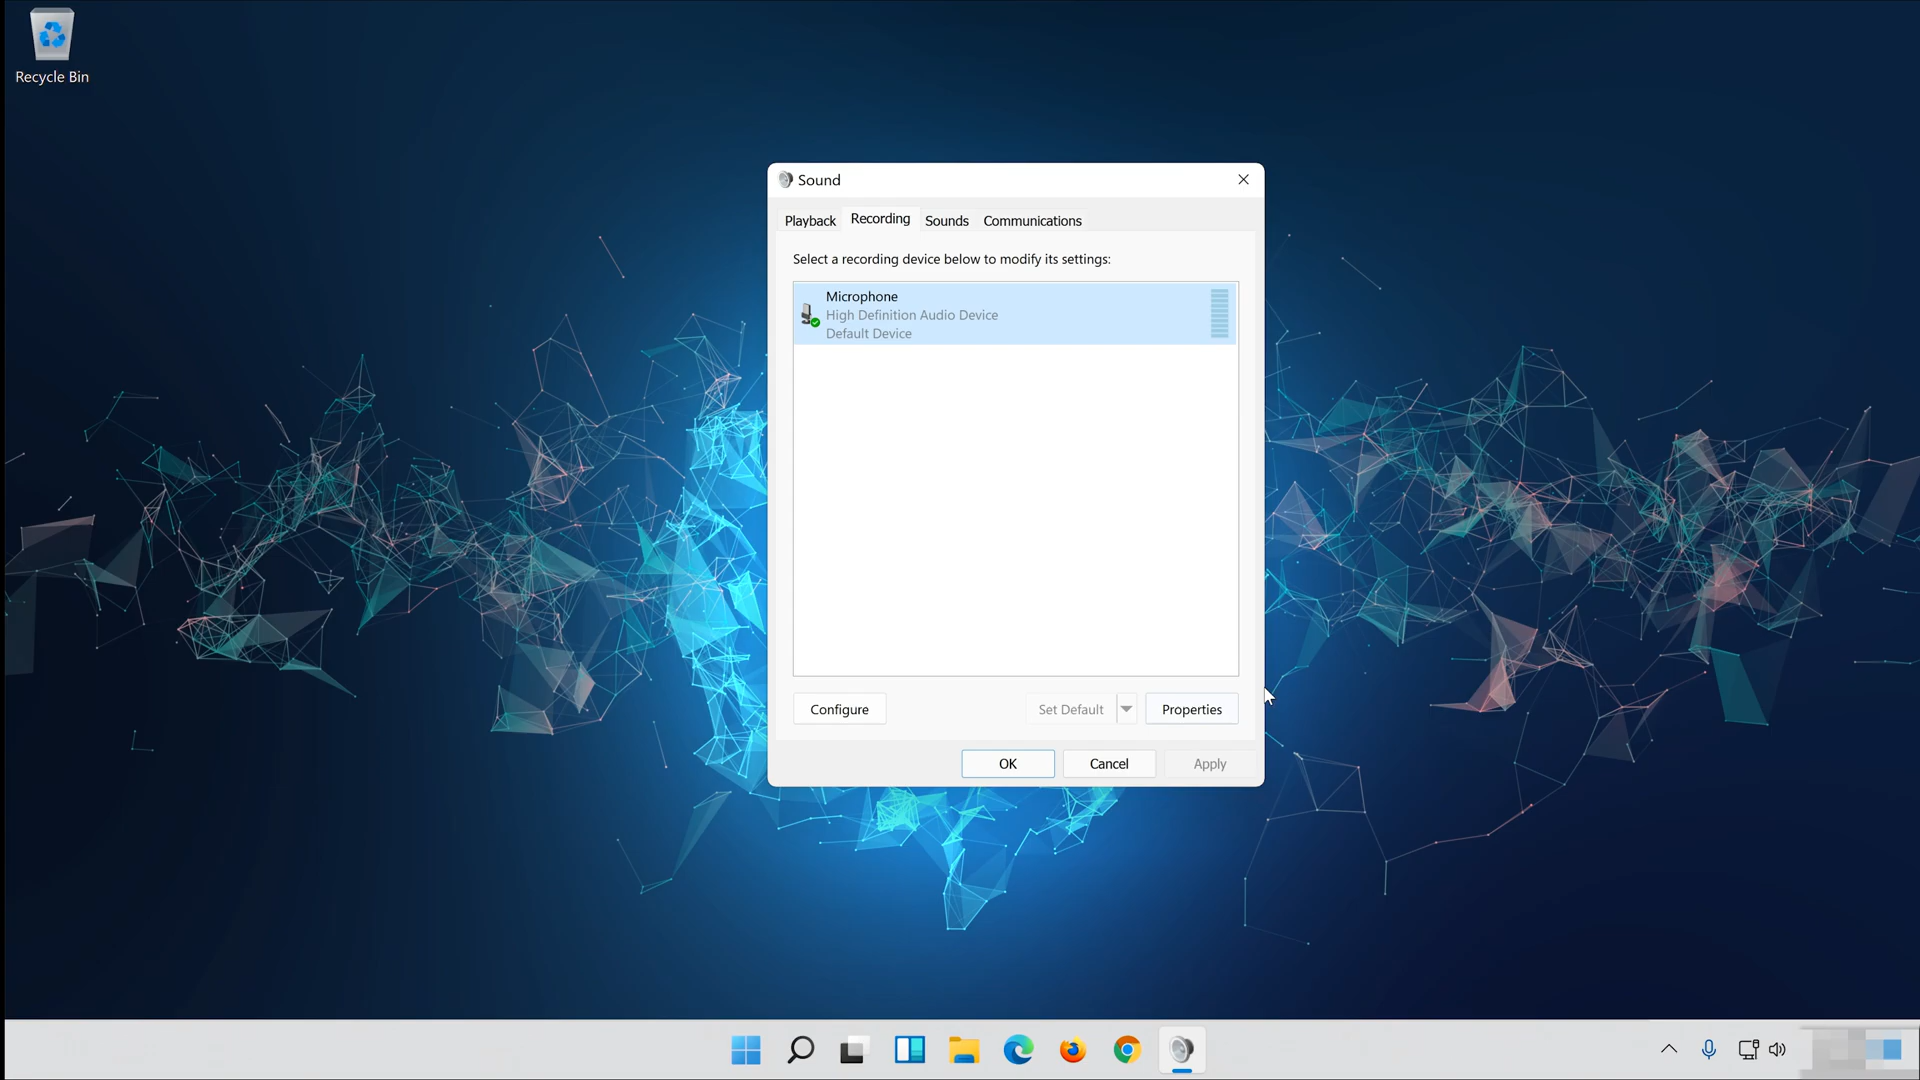 Recycle Bin
Sound
Playback Recording Sounds Communications
Select a recording device below to modify its settings:
Microphone
High Definition Audio Device
Default Device
Configure Set Default Properties
OK Cancel Apply